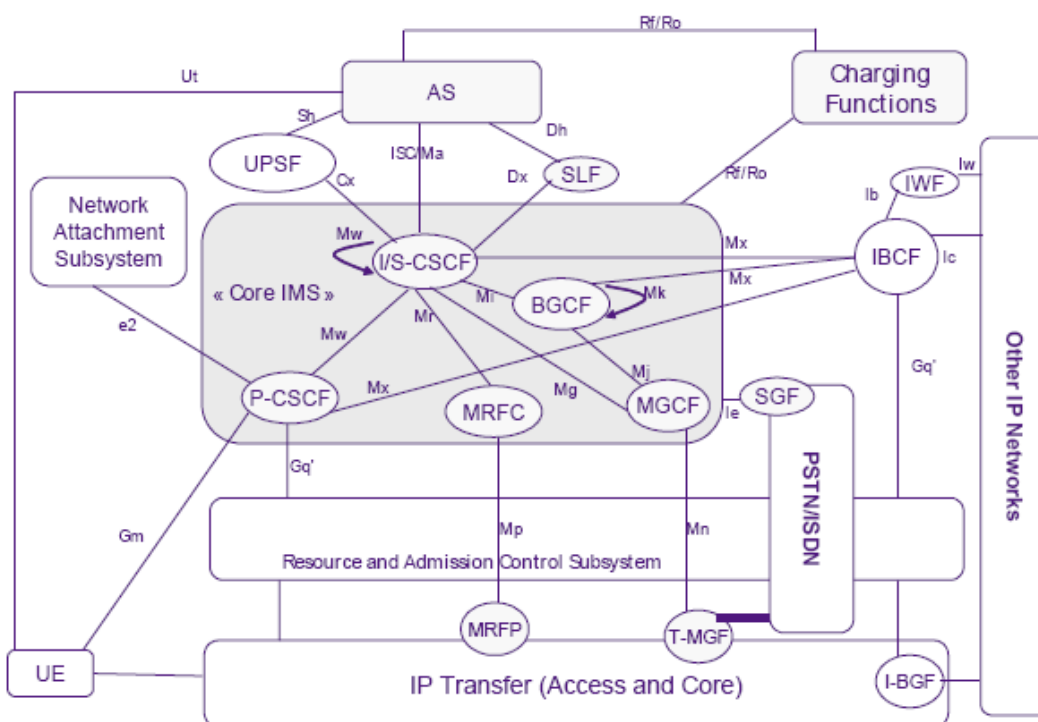 Rf/Ro
Ut
AS
Charging
Functions
Sh
ISC/Ma
Dh
UPSF
Cx
Dx
SLF
Rf/Ro
Iw
IWF
Ib
Network
Attachment
Subsystem
Mw
I/S-CSCF
Mx
IBCF
Ic
« Core IMS »
Mi
BGCF
Mk
Mx
Mr
e2
Mw
Gq'
Mx
Mg
Mj
P-CSCF
MRFC
MGCF
Ie
SGF
Other IP Networks
Gq'
PSTN/ISDN
Gm
Mp
Mn
Resource and Admission Control Subsystem
MRFP
T-MGF
UE
IP Transfer (Access and Core)
I-BGF